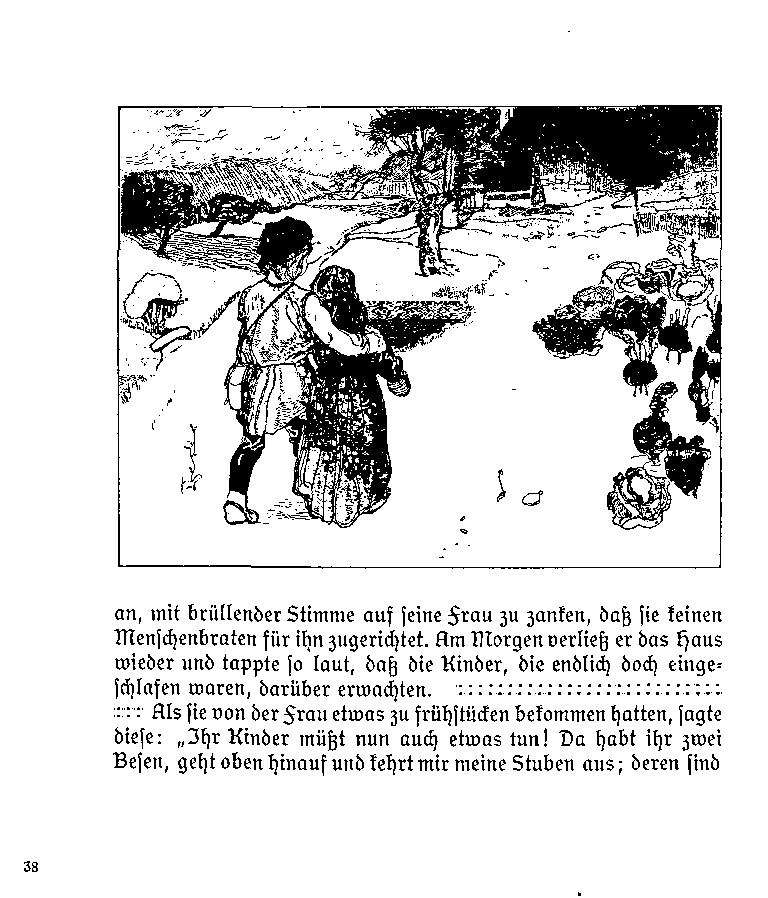 an, mit brüllender Stimme auf seine Frau zu zanken, daß sie keinen
Menschenbraten für ihn zugerichtet. Am Morgen verließ er das Haus
wieder und tappte so laut, daß die Kinder, die endlich doch einge=
schlafen waren, darüber erwachten.
Als sie von der Frau etwas zu frühstücken bekommen hatten, sagte
diese: „Ihr Kinder müßt nun auch etwas tun! Da habt ihr zwei
Besen, geht oben hinauf und kehrt mir meine Stuben aus; deren sind
38